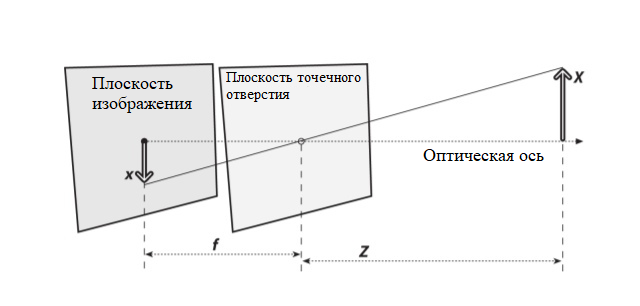 Плоскость
изображения
Плоскость точечного
отверстия
X
x
Оптическая ось
f
Z